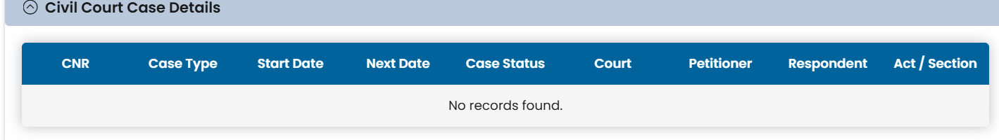 Civil Court Case Details
CNR Case Type Start Date Next Date Case Status Court Petitioner Respondent Act / Section
No records found.